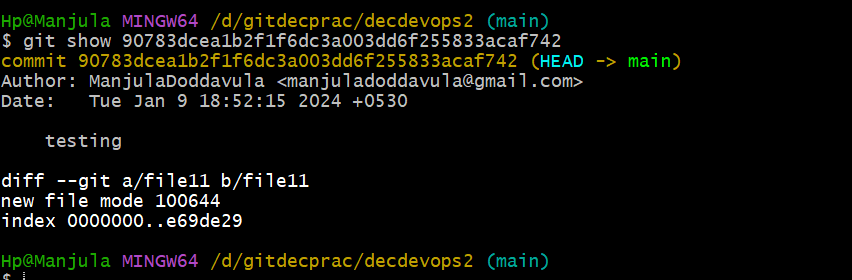 Hp@Manjula MINGW64 /d/gitdecprac/decdevops2 (main)
$ git show 90783dcea1b2f1f6dc3a003dd6f255833acaf742
commit 90783dcea1b2f1f6dc3a003dd6f255833acaf742 (HEAD -> main)
Author: ManjulaDoddavula <manjuladoddavula@gmail.com>
Date:   Tue Jan 9 18:52:15 2024 +0530
    testing
diff --git a/file11 b/file11
new file mode 100644
index 0000000..e69de29
Hp@Manjula MINGW64 /d/gitdecprac/decdevops2 (main)
$